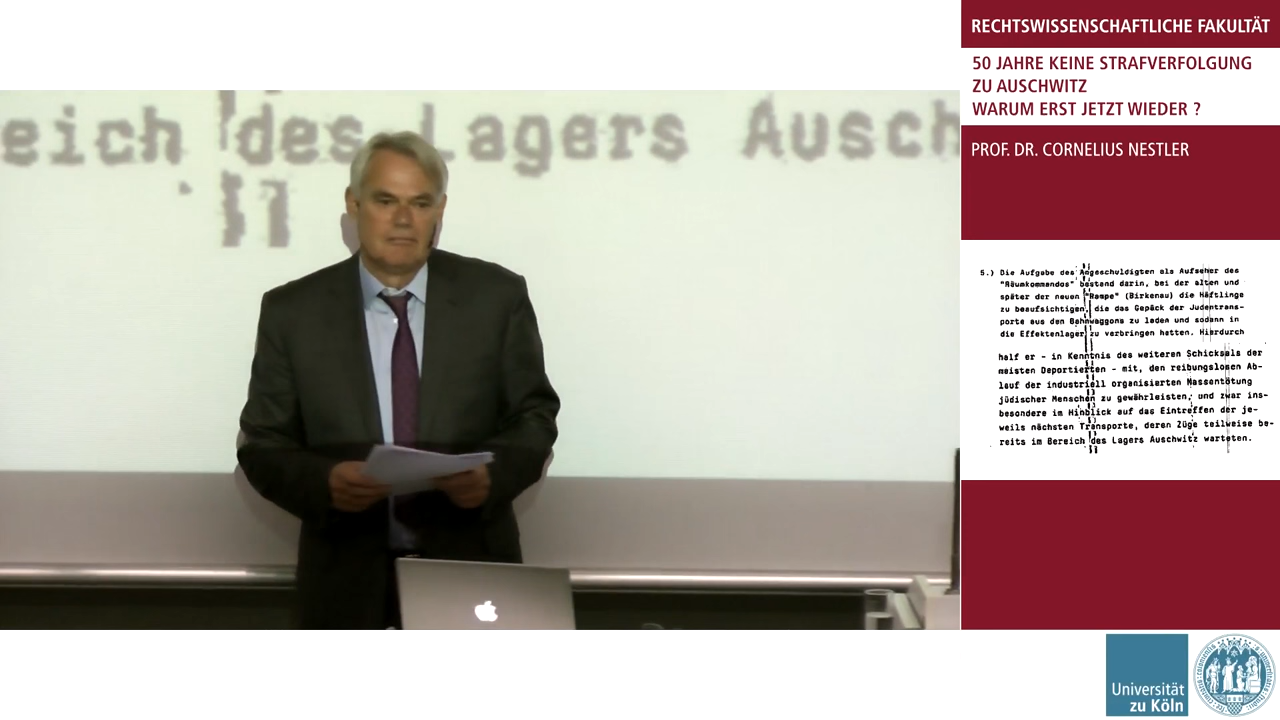 eich des Lagers Ausch
RECHTSWISSENSCHAFTLICHE FAKULTÄT
50 JAHRE KEINE STRAFVERFOLGUNG
ZU AUSCHWITZ
WARUM ERST JETZT WIEDER ?
PROF. DR. CORNELIUS NESTLER
5.) Die Aufgabe des Angeschuldigten als Aufseher des
"Räumkommandos" bestand darin, bei der alten und
später der neuen "Rampe" (Birkenau) die Häftlinge
zu beaufsichtigen, die das Gepäck der Judentrans-
porte aus den Bahnwaggons zu laden und sodann in
die Effektenlager zu verbringen hatten. Hierdurch
half er - in Kenntnis des weiteren Schicksals der
meisten Deportierten - mit, den reibungslosen Ab-
lauf der industriell organisierten Massentötung
jüdischer Menschen zu gewährleisten, und zwar ins-
besondere im Hinblick auf das Eintreffen der je-
weils nächsten Transporte, deren Züge teilweise be-
reits im Bereich des Lagers Auschwitz warteten.
Universität
zu Köln